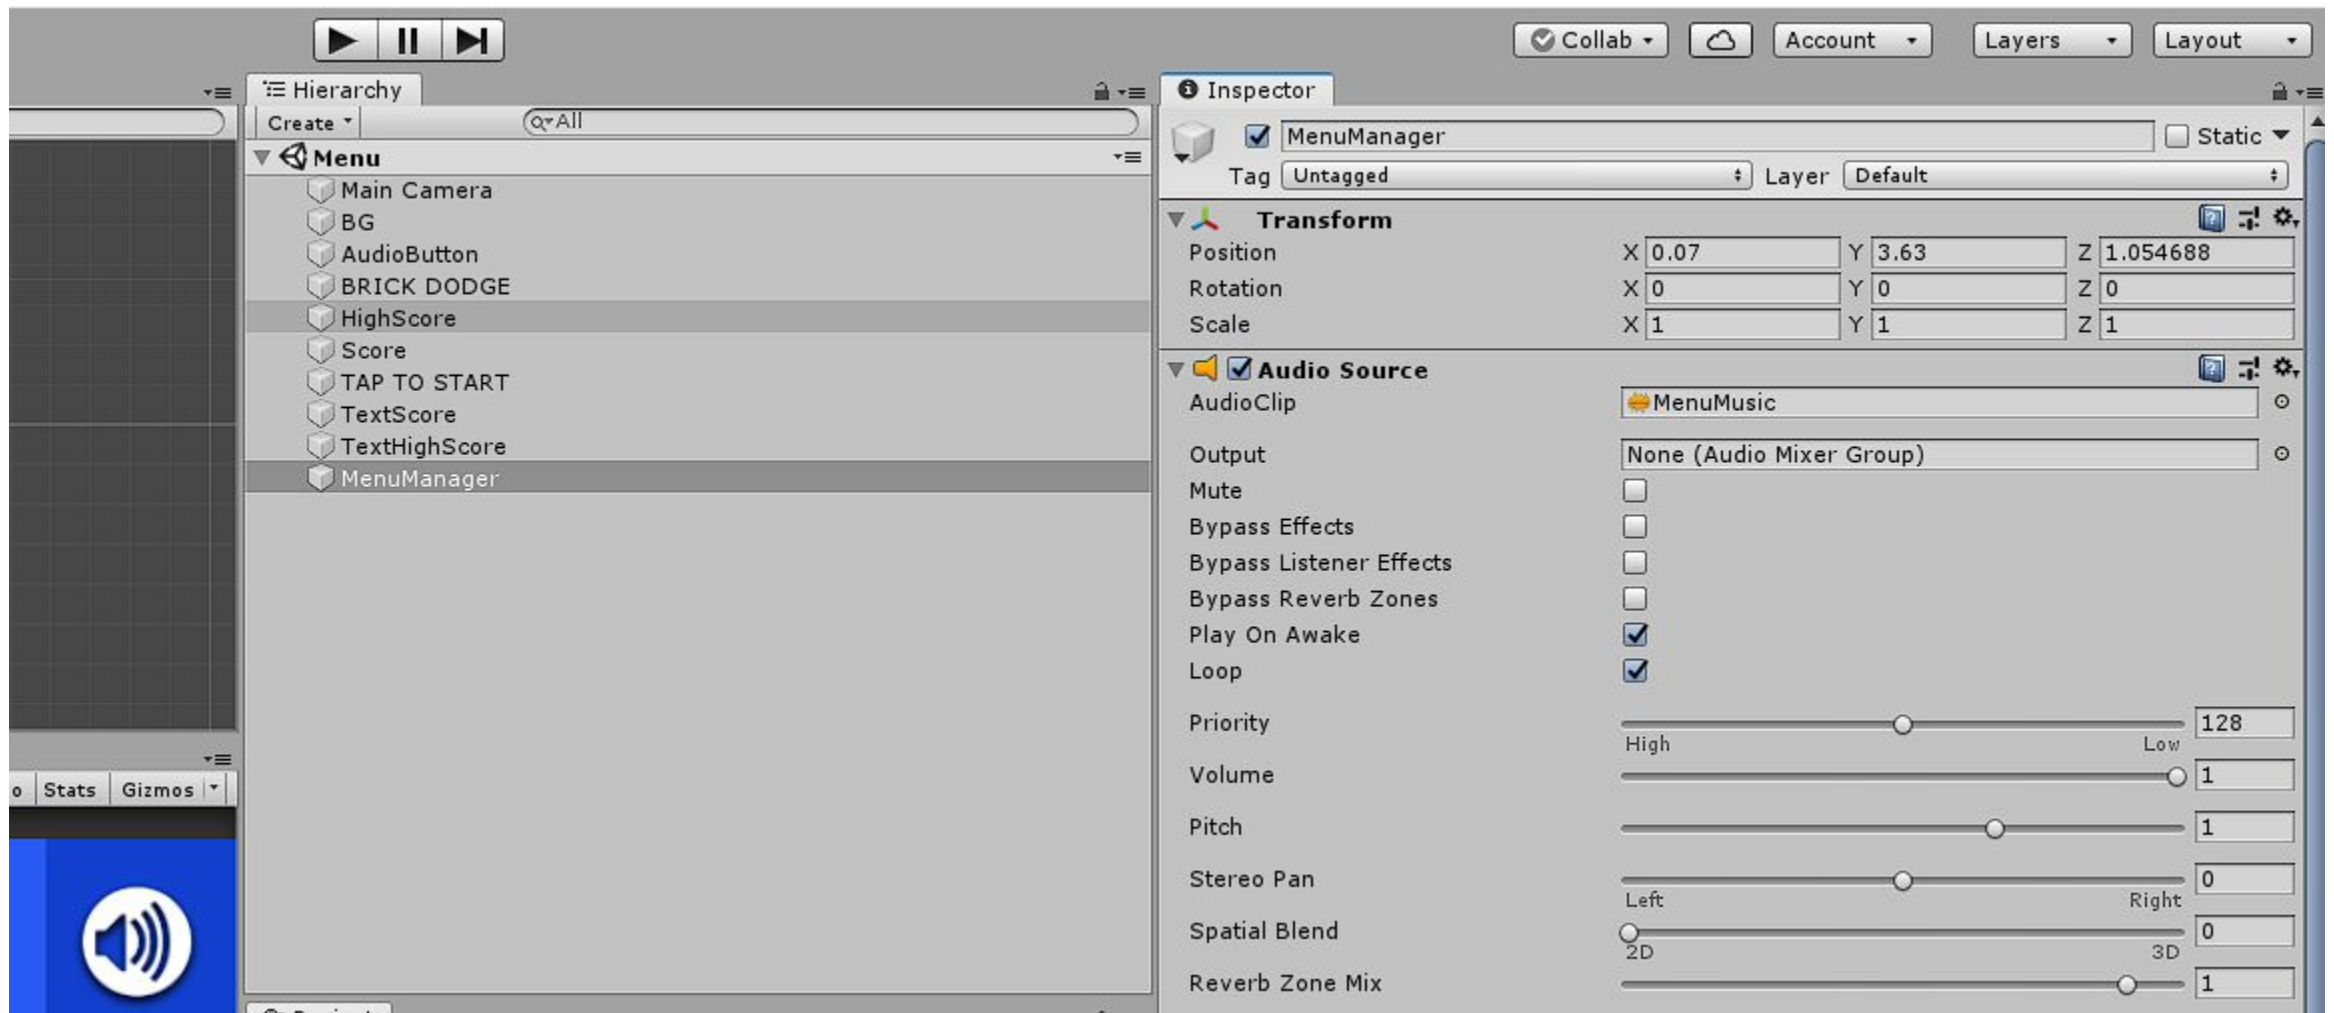 Collab Account Layers Layout
Hierarchy
Inspector
Create All
Menu
Main Camera
BG
AudioButton
BRICK DODGE
HighScore
Score
TAP TO START
TextScore
TextHighScore
MenuManager
o Stats Gizmos
MenuManager Static
Tag Untagged Layer Default
Transform
Position X 0.07 Y 3.63 Z 1.054688
Rotation X 0 Y 0 Z 0
Scale X 1 Y 1 Z 1
Audio Source
AudioClip MenuMusic
Output None (Audio Mixer Group)
Mute
Bypass Effects
Bypass Listener Effects
Bypass Reverb Zones
Play On Awake
Loop
Priority 128
High Low
Volume 1
Pitch 1
Stereo Pan 0
Left Right
Spatial Blend 0
2D 3D
Reverb Zone Mix 1